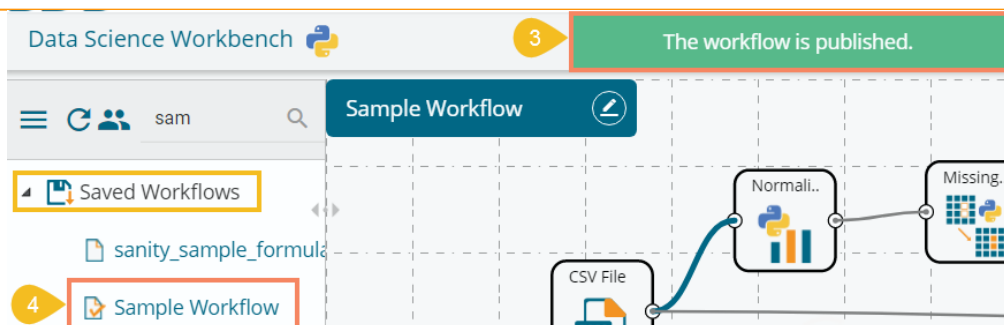 Data Science Workbench
3
The workflow is published.
sam
Sample Workflow
Saved Workflows
Normali..
Missing.
sanity_sample_formula
CSV File
4
Sample Workflow